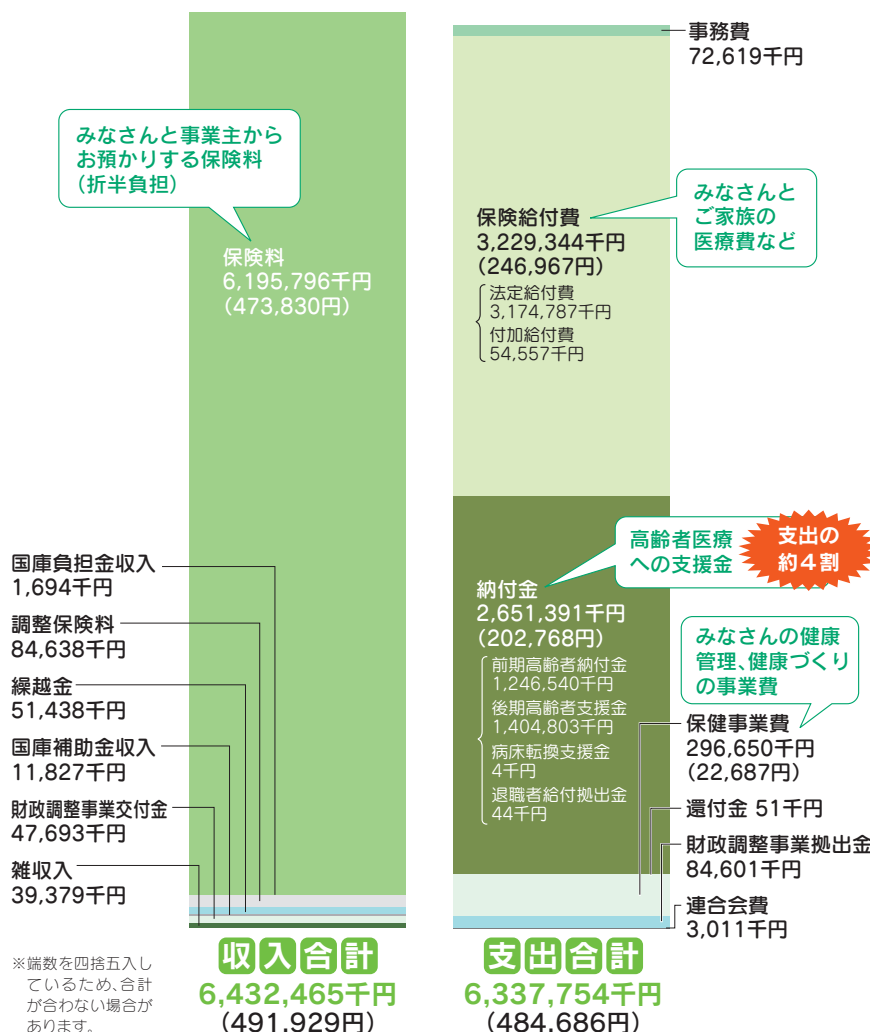 みなさんと事業主から
お預かりする保険料
(折半負担)
保険料
6,195,796千円
(473,830円)
国庫負担金収入
1,694千円
調整保険料
84,638千円
繰越金
51,438千円
国庫補助金収入
11,827千円
財政調整事業交付金
47,693千円
雑収入
39,379千円
※端数を四捨五入し
ているため、合計
が合わない場合が
あります。
収入合計
6,432,465千円
(491,929円)
事務費
72,619千円
保険給付費
3,229,344千円
(246,967円)
法定給付費
3,174,787千円
付加給付費
54,557千円
みなさんと
ご家族の
医療費など
高齢者医療
への支援金
支出の
約4割
納付金
2,651,391千円
(202,768円)
前期高齢者納付金
1,246,540千円
後期高齢者支援金
1,404,803千円
病床転換支援金
4千円
退職者給付拠出金
44千円
みなさんの健康
管理、健康づくり
の事業費
保健事業費
296,650千円
(22,687円)
還付金 51千円
財政調整事業拠出金
84,601千円
連合会費
3,011千円
支出合計
6,337,754千円
(484,686円)